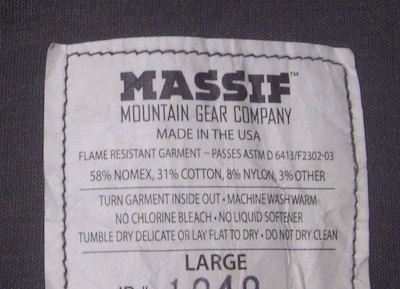 MASSIF™
MOUNTAIN GEAR COMPANY
MADE IN THE USA
FLAME RESISTANT GARMENT ~ PASSES ASTM D 6413/F2302-03
58% NOMEX, 31% COTTON, 8% NYLON, 3% OTHER
TURN GARMENT INSIDE OUT • MACHINE WASH WARM
NO CHLORINE BLEACH • NO LIQUID SOFTENER
TUMBLE DRY DELICATE OR LAY FLAT TO DRY • DO NOT DRY CLEAN
LARGE